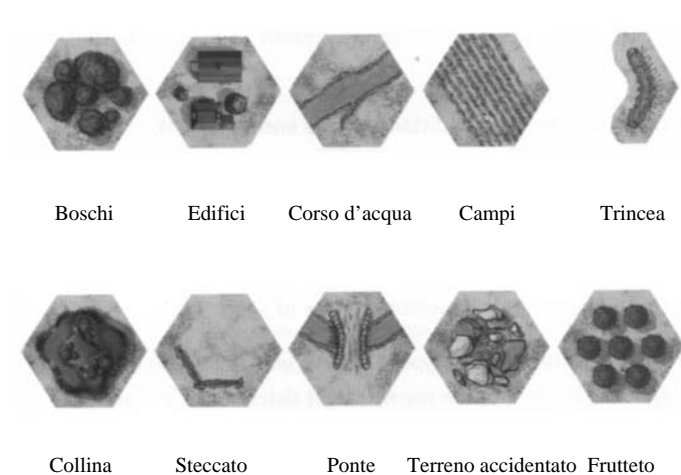 Boschi Edifici Corso d’acqua Campi Trincea
Collina Steccato Ponte Terreno accidentato Frutteto